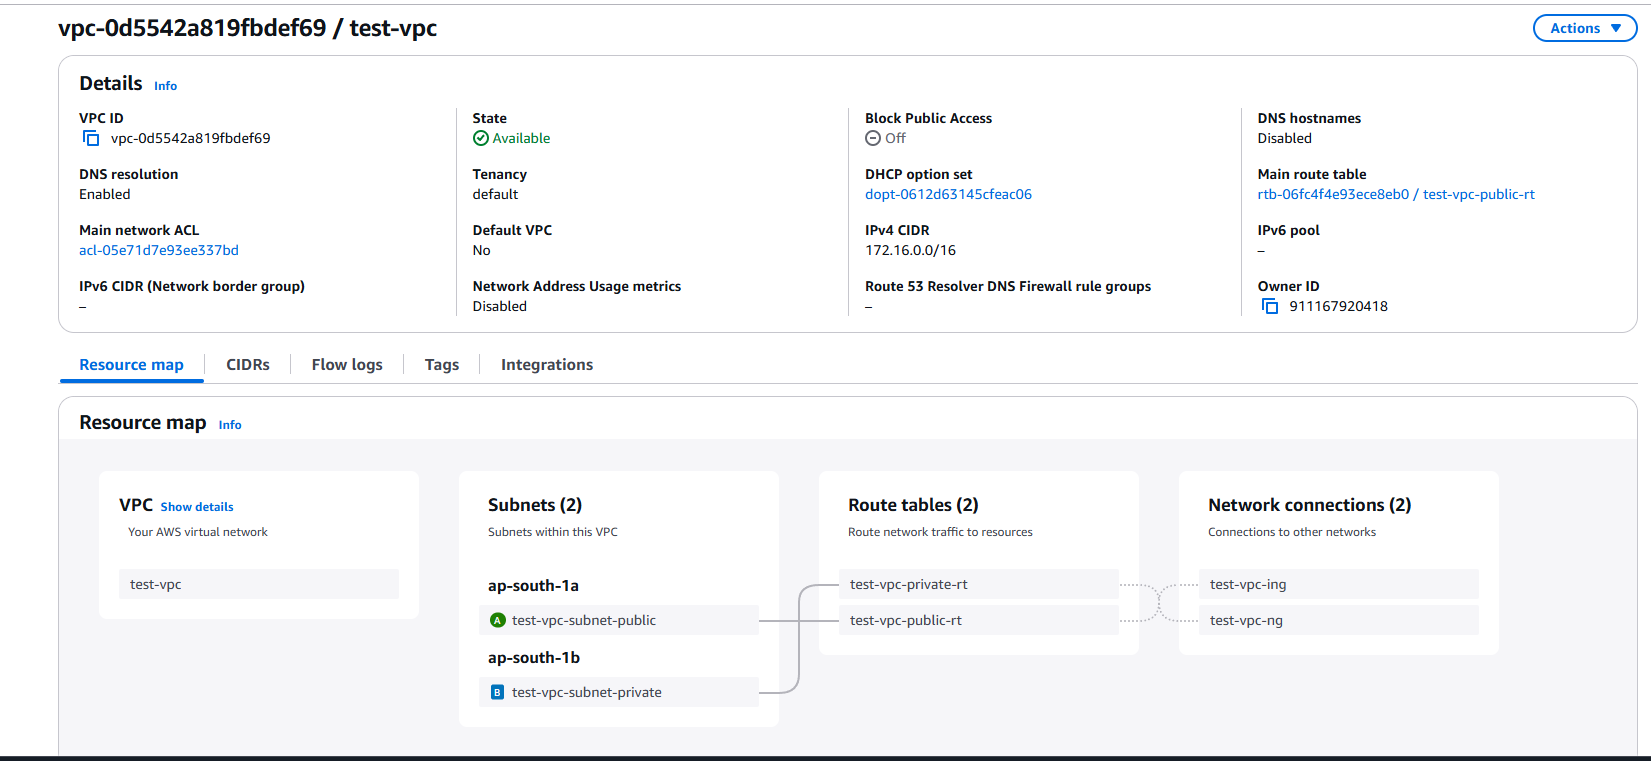 vpc-0d5542a819fbdef69 / test-vpc
Actions
Details Info
VPC ID
vpc-0d5542a819fbdef69
State
Available
Block Public Access
Off
DNS hostnames
Disabled
DNS resolution
Enabled
Tenancy
default
DHCP option set
dopt-0612d63145cfeac06
Main route table
rtb-06fc4f4e93ece8eb0 / test-vpc-public-rt
Main network ACL
acl-05e71d7e93ee337bd
Default VPC
No
IPv4 CIDR
172.16.0.0/16
IPv6 pool
–
IPv6 CIDR (Network border group)
–
Network Address Usage metrics
Disabled
Route 53 Resolver DNS Firewall rule groups
–
Owner ID
911167920418
Resource map
CIDRs
Flow logs
Tags
Integrations
Resource map Info
VPC Show details
Your AWS virtual network
test-vpc
Subnets (2)
Subnets within this VPC
ap-south-1a
A test-vpc-subnet-public
ap-south-1b
B test-vpc-subnet-private
Route tables (2)
Route network traffic to resources
test-vpc-private-rt
test-vpc-public-rt
Network connections (2)
Connections to other networks
test-vpc-ing
test-vpc-ng